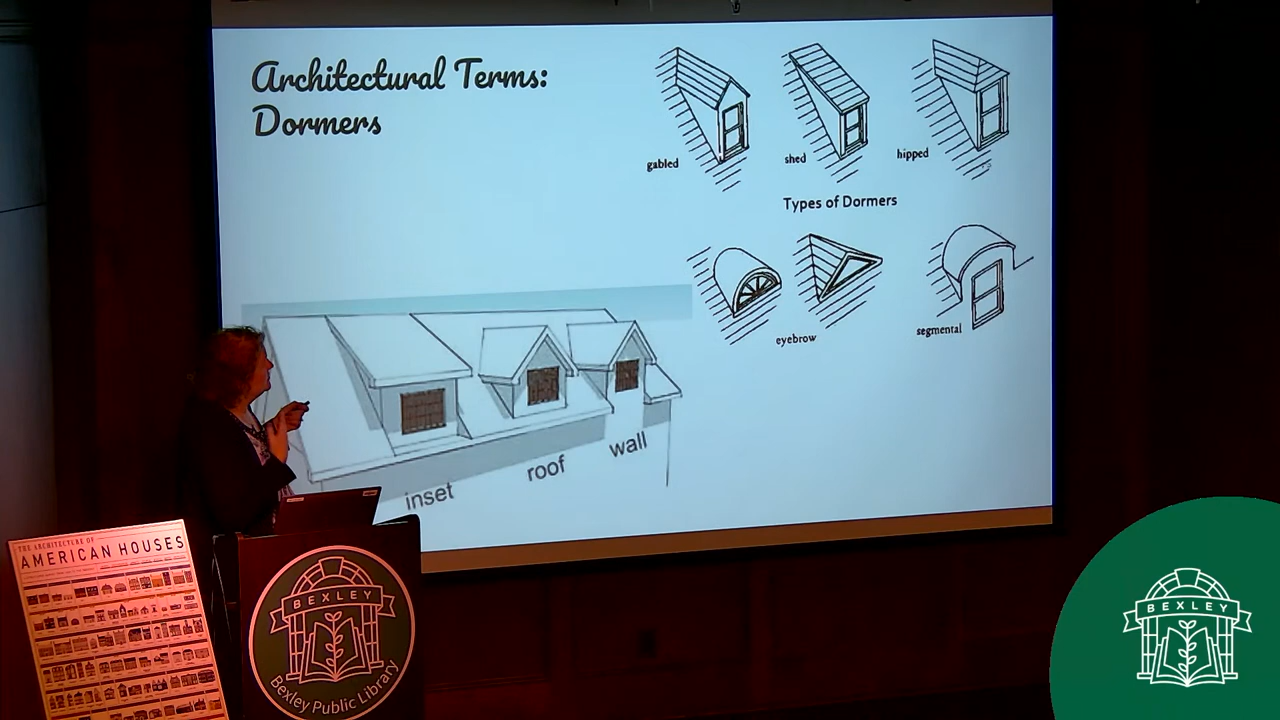 Architectural Terms:
Dormers
gabled
shed
hipped
Types of Dormers
eyebrow
segmental
inset
roof
wall
THE ARCHITECTURE OF
AMERICAN HOUSES
BEXLEY
Bexley Public Library
BEXLEY